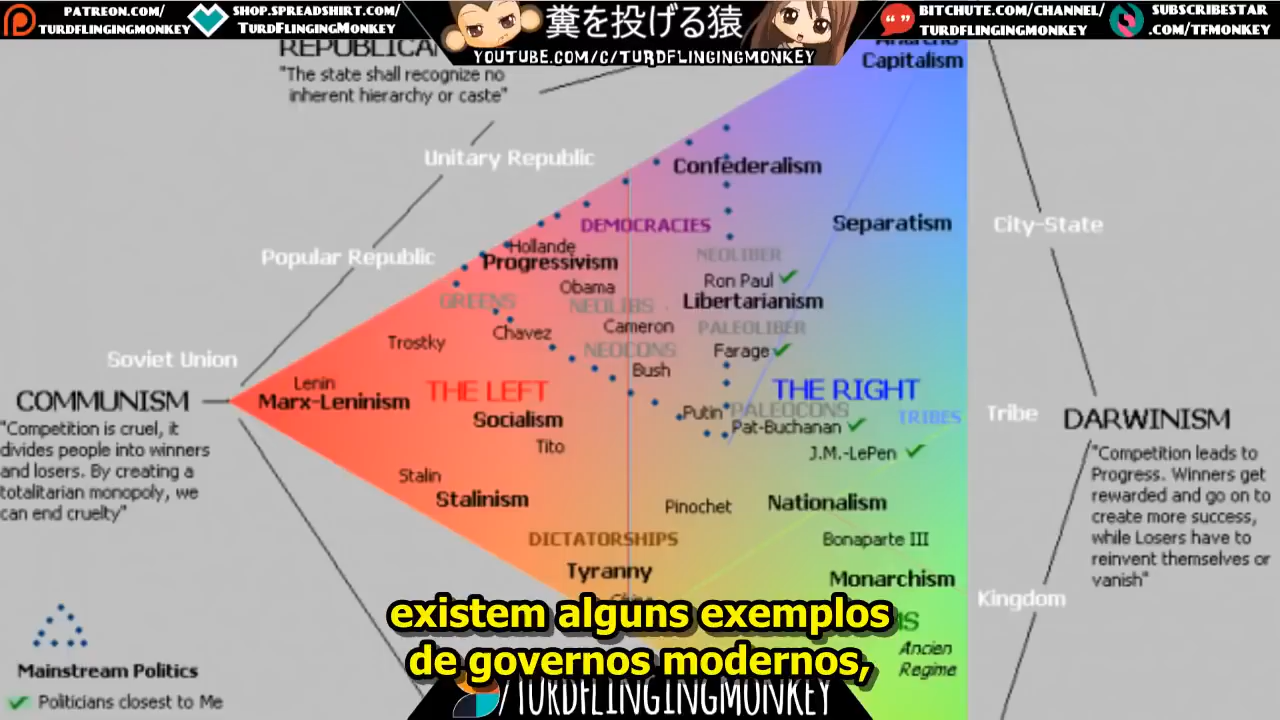 PATREON.COM/
TURDFLINGINGMONKEY
SHOP.SPREADSHIRT.COM/
TURDFLINGINGMONKEY
糞を投げる猿
YOUTUBE.COM/C/TURDFLINGINGMONKEY
BITCHUTE.COM/CHANNEL/
TURDFLINGINGMONKEY
SUBSCRIBESTAR
.COM/TFMONKEY
"The state shall recognize no
inherent hierarchy or caste"
Capitalism
Unitary Republic
Confederalism
DEMOCRACIES
Separatism
City-State
Hollande
Progressivism
Popular Republic
NEOLIBER
Ron Paul
Obama
GREENS
NEOLIBS
Libertarianism
Chavez
Cameron
PALEOLIBER
Trostky
NEOCONS
Farage
Soviet Union
Bush
Lenin
THE LEFT
THE RIGHT
COMMUNISM
Marx-Leninism
Putin
PALEOCONS
TRIBES
Tribe
DARWINISM
Socialism
Pat-Buchanan
"Competition is cruel, it
divides people into winners
and losers. By creating a
totalitarian monopoly, we
can end cruelty"
Tito
J.M.-LePen
"Competition leads to
Progress. Winners get
rewarded and go on to
create more success,
while Losers have to
reinvent themselves or
vanish"
Stalin
Stalinism
Pinochet
Nationalism
DICTATORSHIPS
Bonaparte III
Tyranny
Monarchism
Kingdom
existem alguns exemplos
de governos modernos,
Ancien
Regime
Mainstream Politics
Politicians closest to Me
/TURDFLINGINGMONKEY